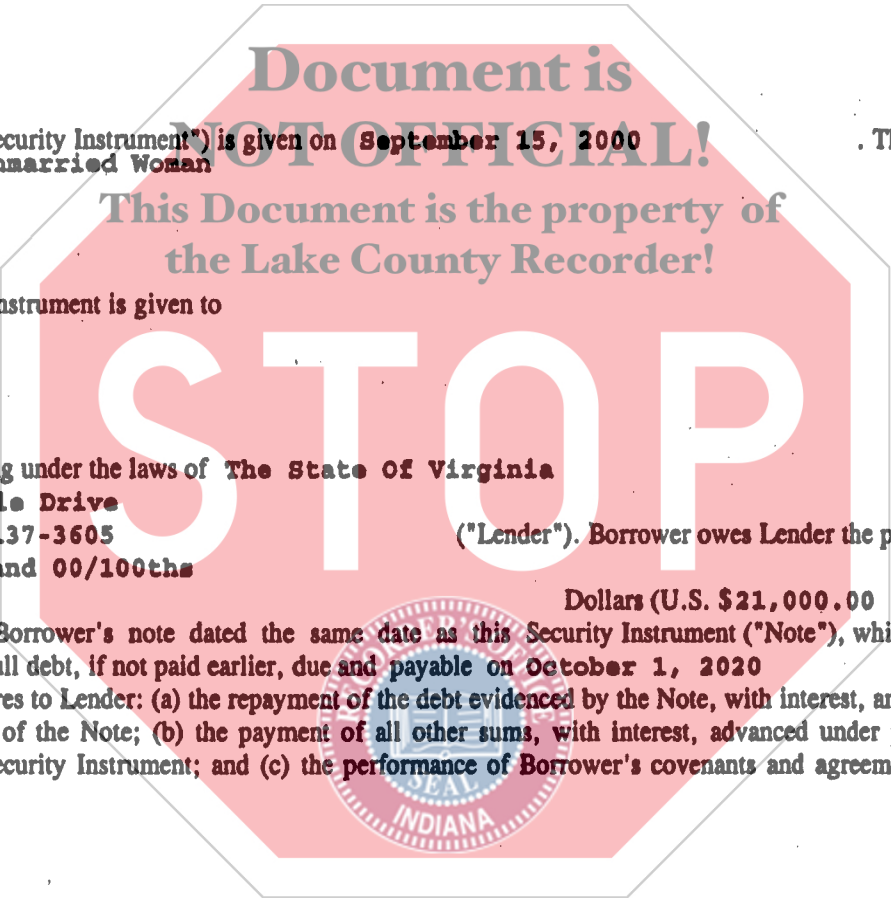 Document is
ecurity Instrument") is given on September 15, 2000 . Th
NOT OFFICIAL!
nmarried Woman
This Document is the property of
the Lake County Recorder!
nstrument is given to
STOP
g under the laws of The State Of Virginia
le Drive
137-3605 ("Lender"). Borrower owes Lender the p
and 00/100ths
Dollars (U.S. $21,000.00
Borrower's note dated the same date as this Security Instrument ("Note"), whi
ull debt, if not paid earlier, due and payable on October 1, 2020
res to Lender: (a) the repayment of the debt evidenced by the Note, with interest, an
of the Note; (b) the payment of all other sums, with interest, advanced under
ecurity Instrument; and (c) the performance of Borrower's covenants and agreem
RECORDER'S OFFICE
SEAL
INDIANA